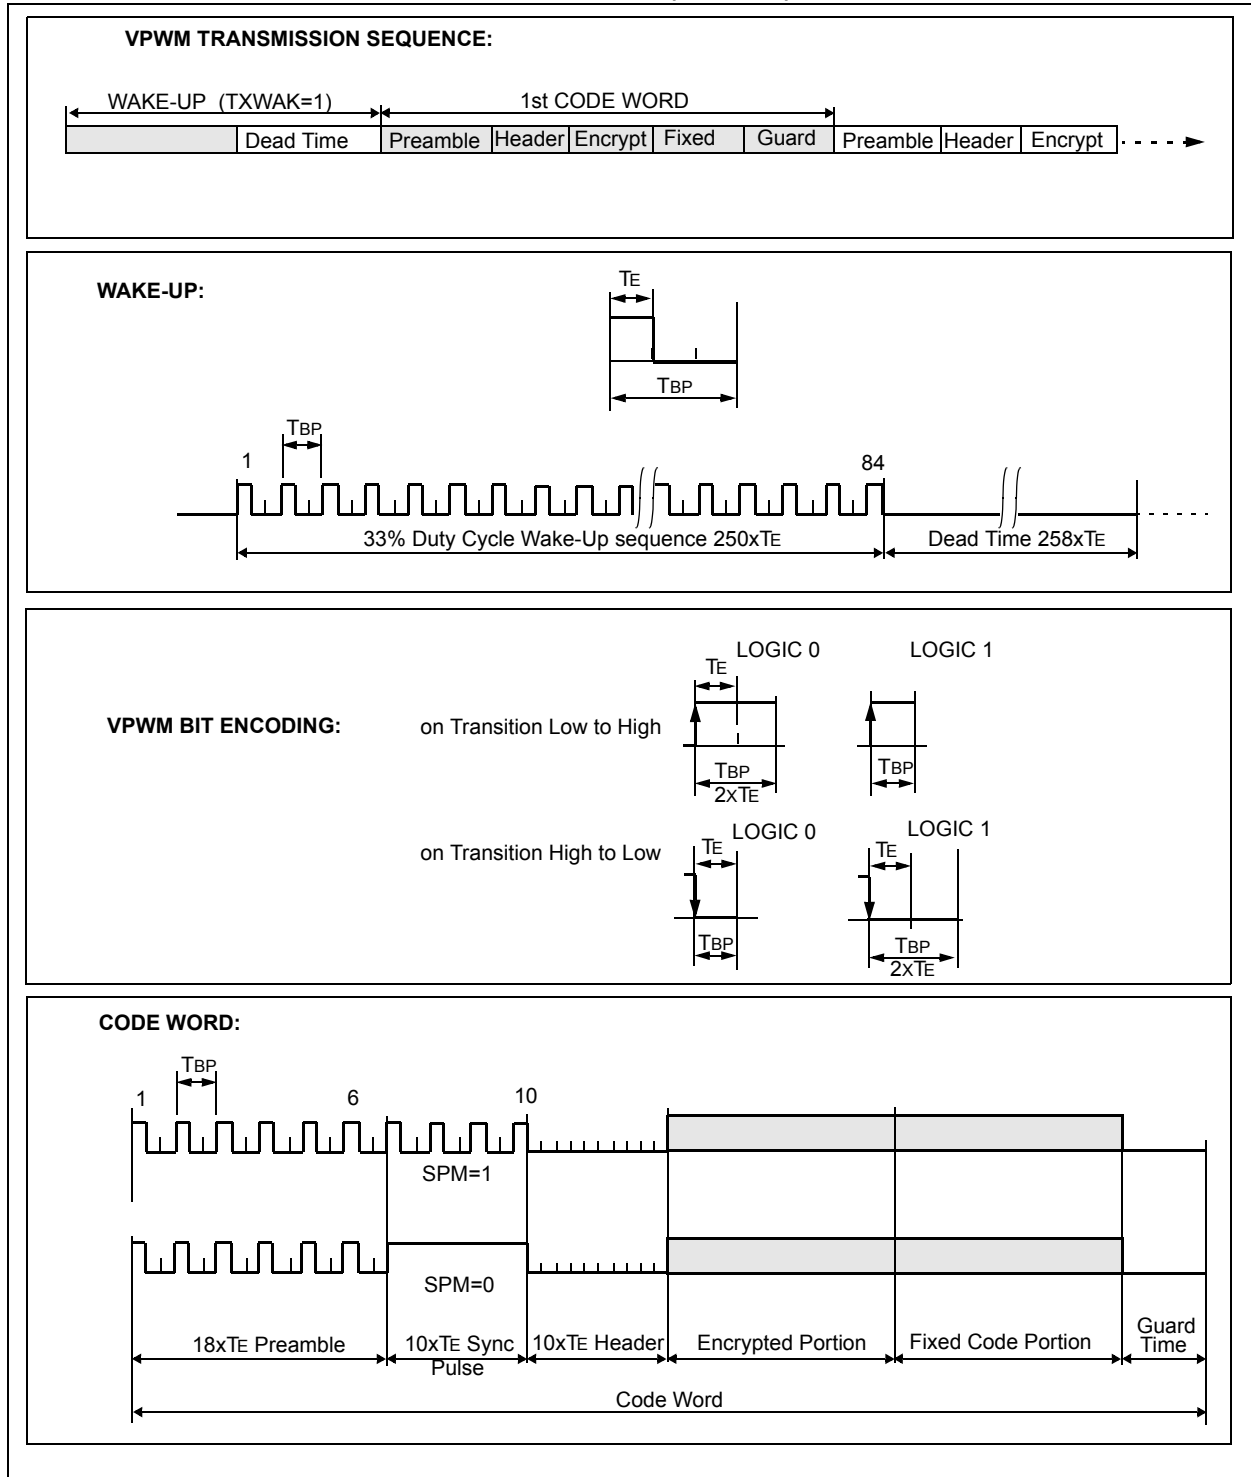 VPWM TRANSMISSION SEQUENCE:
WAKE-UP (TXWAK=1)
1st CODE WORD
Dead Time
Preamble
Header
Encrypt
Fixed
Guard
Preamble
Header
Encrypt
WAKE-UP:
TE
TBP
TBP
1
84
33% Duty Cycle Wake-Up sequence 250xTE
Dead Time 258xTE
VPWM BIT ENCODING:
on Transition Low to High
LOGIC 0
LOGIC 1
TE
TBP
2xTE
TBP
on Transition High to Low
LOGIC 0
LOGIC 1
TE
TE
TBP
TBP
2xTE
CODE WORD:
TBP
1
6
10
SPM=1
SPM=0
18xTE Preamble
10xTE Sync
Pulse
10xTE Header
Encrypted Portion
Fixed Code Portion
Guard
Time
Code Word